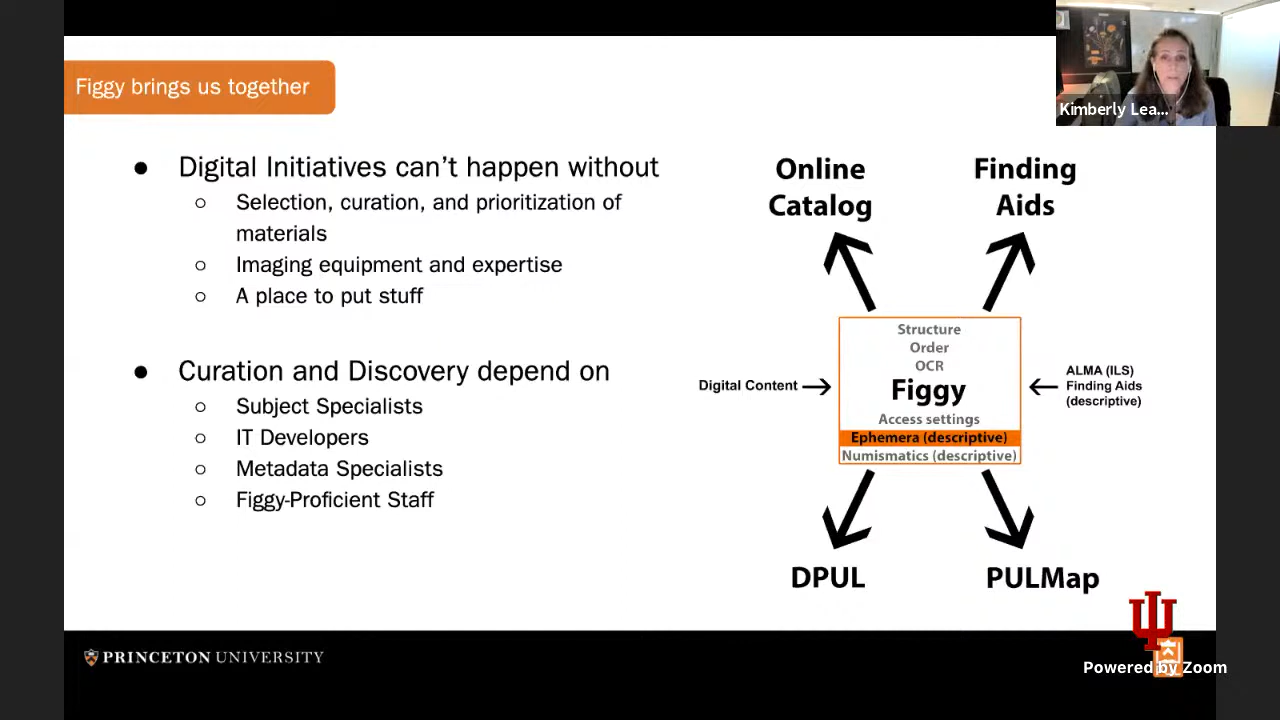 Figgy brings us together
Kimberly Lea...
● Digital Initiatives can’t happen without
○ Selection, curation, and prioritization of
materials
○ Imaging equipment and expertise
○ A place to put stuff
● Curation and Discovery depend on
○ Subject Specialists
○ IT Developers
○ Metadata Specialists
○ Figgy-Proficient Staff
Online
Catalog
Finding
Aids
Structure
Order
OCR
Figgy
Access settings
Ephemera (descriptive)
Numismatics (descriptive)
Digital Content
ALMA (ILS)
Finding Aids
(descriptive)
DPUL
PULMap
PRINCETON UNIVERSITY
Powered by Zoom